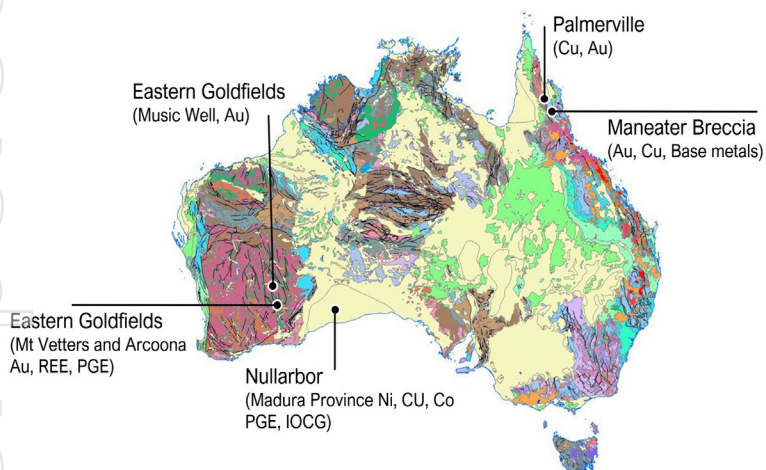 Palmerville
(Cu, Au)
Eastern Goldfields
(Music Well, Au)
Maneater Breccia
(Au, Cu, Base metals)
Eastern Goldfields
(Mt Vetters and Arcoona
Au, REE, PGE)
Nullarbor
(Madura Province Ni, CU, Co
PGE, IOCG)